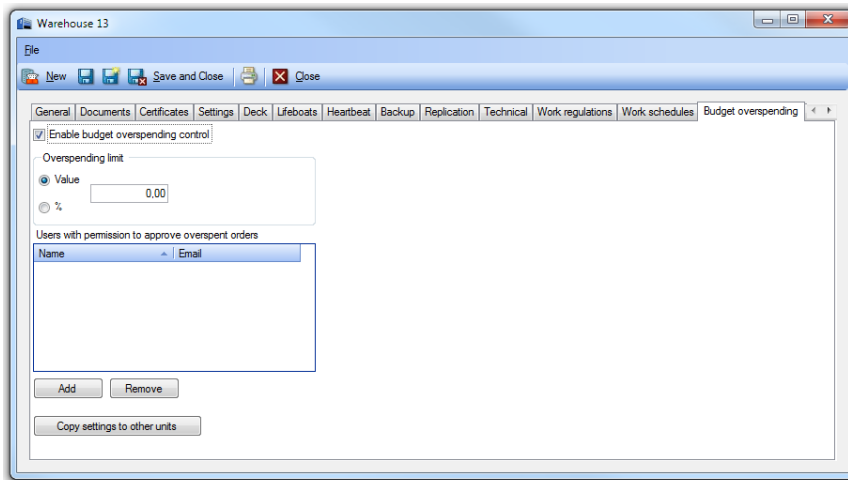 Warehouse 13
File
New Save and Close Close
General Documents Certificates Settings Deck Lifeboats Heartbeat Backup Replication Technical Work regulations Work schedules Budget overspending
Enable budget overspending control
Overspending limit
Value
0,00
%
Users with permission to approve overspent orders
Name Email
Add Remove
Copy settings to other units